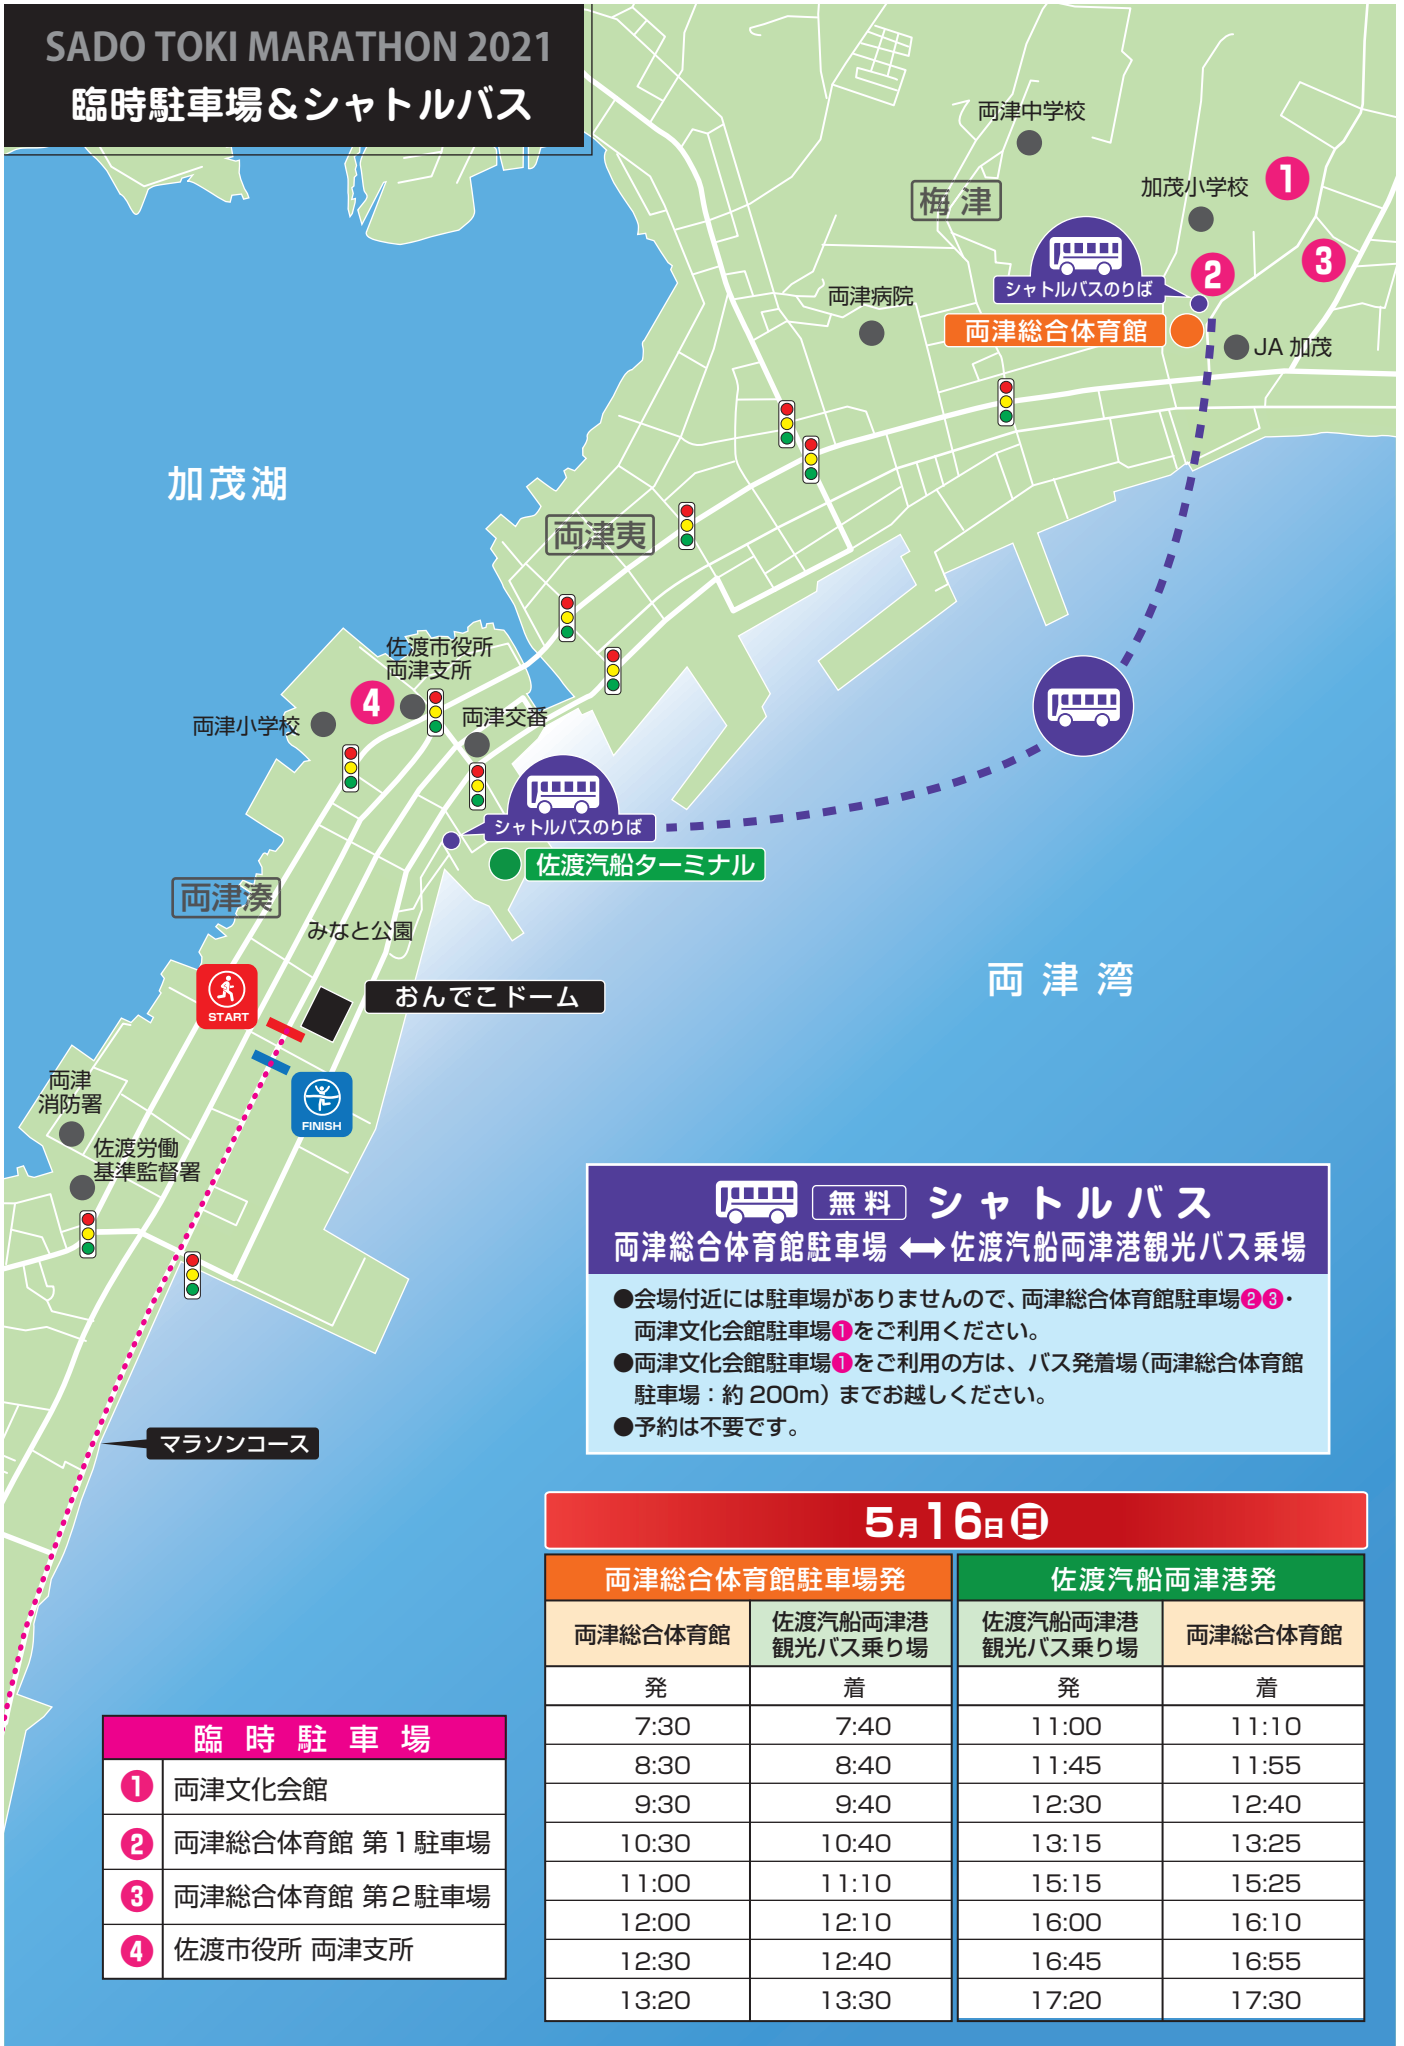 SADO TOKI MARATHON 2021
臨時駐車場&シャトルバス
両津中学校
加茂小学校
1
梅津
3
2
シャトルバスのりば
両津病院
両津総合体育館
JA 加茂
加茂湖
両津夷
佐渡市役所
両津支所
4
両津小学校
両津交番
シャトルバスのりば
佐渡汽船ターミナル
両津湊
みなと公園
両津湾
おんでこドーム
START
両津
消防署
FINISH
佐渡労働
基準監督署
マラソンコース
無料 シャトルバス
両津総合体育館駐車場 ⟷ 佐渡汽船両津港観光バス乗場
●会場付近には駐車場がありませんので、両津総合体育館駐車場❷❸・
両津文化会館駐車場❶をご利用ください。
●両津文化会館駐車場❶をご利用の方は、バス発着場(両津総合体育館
駐車場:約 200m)までお越しください。
●予約は不要です。
5月16日㊐
両津総合体育館駐車場発 佐渡汽船両津港発
両津総合体育館 佐渡汽船両津港 佐渡汽船両津港 両津総合体育館
観光バス乗り場 観光バス乗り場
発 着 発 着
7:30 7:40 11:00 11:10
8:30 8:40 11:45 11:55
9:30 9:40 12:30 12:40
10:30 10:40 13:15 13:25
11:00 11:10 15:15 15:25
12:00 12:10 16:00 16:10
12:30 12:40 16:45 16:55
13:20 13:30 17:20 17:30
臨時駐車場
❶ 両津文化会館
❷ 両津総合体育館 第1駐車場
❸ 両津総合体育館 第2駐車場
❹ 佐渡市役所 両津支所